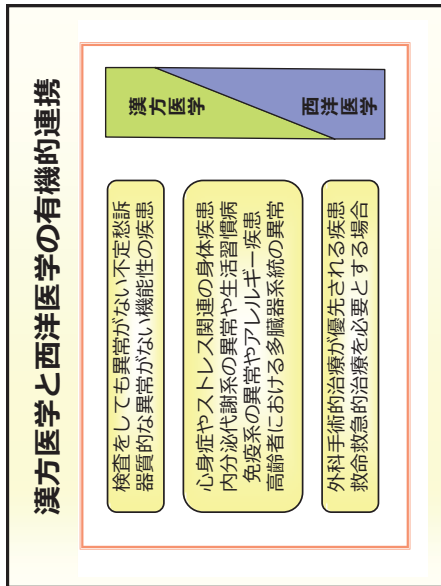 漢方医学と西洋医学の有機的連携
検査をしても異常がない不定愁訴
器質的な異常がない機能性の疾患
心身症やストレス関連の身体疾患
内分泌代謝系の異常や生活習慣病
免疫系の異常やアレルギー疾患
高齢者における多臓器系統の異常
外科手術的治療が優先される疾患
救命救急的治療を必要とする場合
漢方
医学
西洋
医学